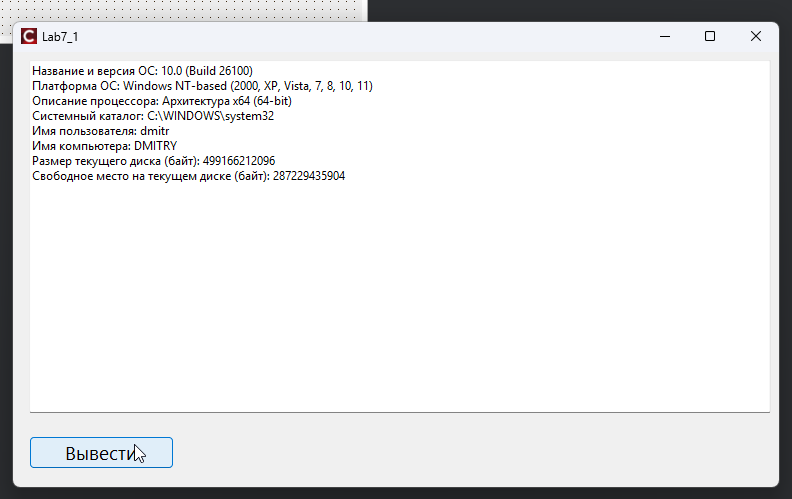 Lab7_1
Название и версия ОС: 10.0 (Build 26100)
Платформа ОС: Windows NT-based (2000, XP, Vista, 7, 8, 10, 11)
Описание процессора: Архитектура x64 (64-bit)
Системный каталог: C:\WINDOWS\system32
Имя пользователя: dmitr
Имя компьютера: DMITRY
Размер текущего диска (байт): 499166212096
Свободное место на текущем диске (байт): 287229435904
Вывести